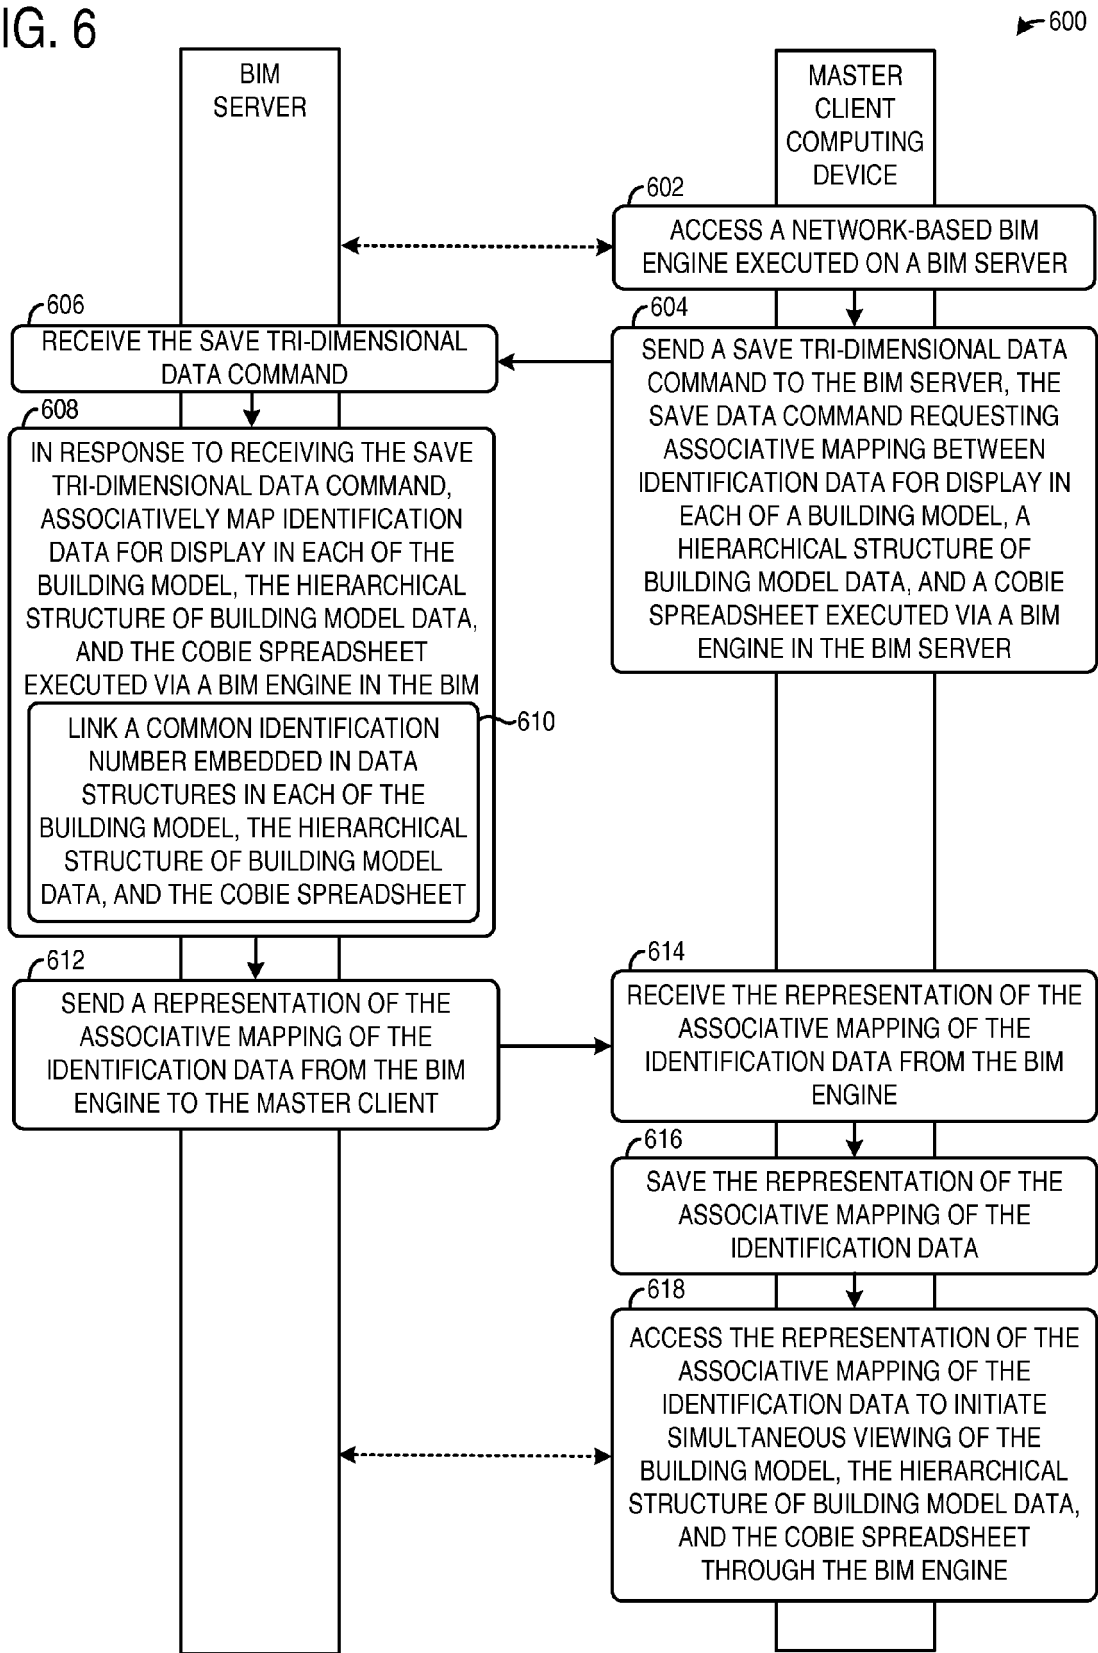 IG. 6
600
BIM
SERVER
MASTER
CLIENT
COMPUTING
DEVICE
602
ACCESS A NETWORK-BASED BIM
ENGINE EXECUTED ON A BIM SERVER
604
SEND A SAVE TRI-DIMENSIONAL DATA
COMMAND TO THE BIM SERVER, THE
SAVE DATA COMMAND REQUESTING
ASSOCIATIVE MAPPING BETWEEN
IDENTIFICATION DATA FOR DISPLAY IN
EACH OF A BUILDING MODEL, A
HIERARCHICAL STRUCTURE OF
BUILDING MODEL DATA, AND A COBIE
SPREADSHEET EXECUTED VIA A BIM
ENGINE IN THE BIM SERVER
606
RECEIVE THE SAVE TRI-DIMENSIONAL
DATA COMMAND
608
IN RESPONSE TO RECEIVING THE SAVE
TRI-DIMENSIONAL DATA COMMAND,
ASSOCIATIVELY MAP IDENTIFICATION
DATA FOR DISPLAY IN EACH OF THE
BUILDING MODEL, THE HIERARCHICAL
STRUCTURE OF BUILDING MODEL DATA,
AND THE COBIE SPREADSHEET
EXECUTED VIA A BIM ENGINE IN THE BIM
610
LINK A COMMON IDENTIFICATION
NUMBER EMBEDDED IN DATA
STRUCTURES IN EACH OF THE
BUILDING MODEL, THE HIERARCHICAL
STRUCTURE OF BUILDING MODEL
DATA, AND THE COBIE SPREADSHEET
612
SEND A REPRESENTATION OF THE
ASSOCIATIVE MAPPING OF THE
IDENTIFICATION DATA FROM THE BIM
ENGINE TO THE MASTER CLIENT
614
RECEIVE THE REPRESENTATION OF THE
ASSOCIATIVE MAPPING OF THE
IDENTIFICATION DATA FROM THE BIM
ENGINE
616
SAVE THE REPRESENTATION OF THE
ASSOCIATIVE MAPPING OF THE
IDENTIFICATION DATA
618
ACCESS THE REPRESENTATION OF THE
ASSOCIATIVE MAPPING OF THE
IDENTIFICATION DATA TO INITIATE
SIMULTANEOUS VIEWING OF THE
BUILDING MODEL, THE HIERARCHICAL
STRUCTURE OF BUILDING MODEL DATA,
AND THE COBIE SPREADSHEET
THROUGH THE BIM ENGINE